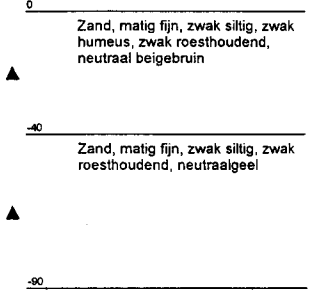 0
Zand, matig fijn, zwak siltig, zwak
humeus, zwak roesthoudend,
neutraal beigebruin
-40
Zand, matig fijn, zwak siltig, zwak
roesthoudend, neutraalgeel
-90